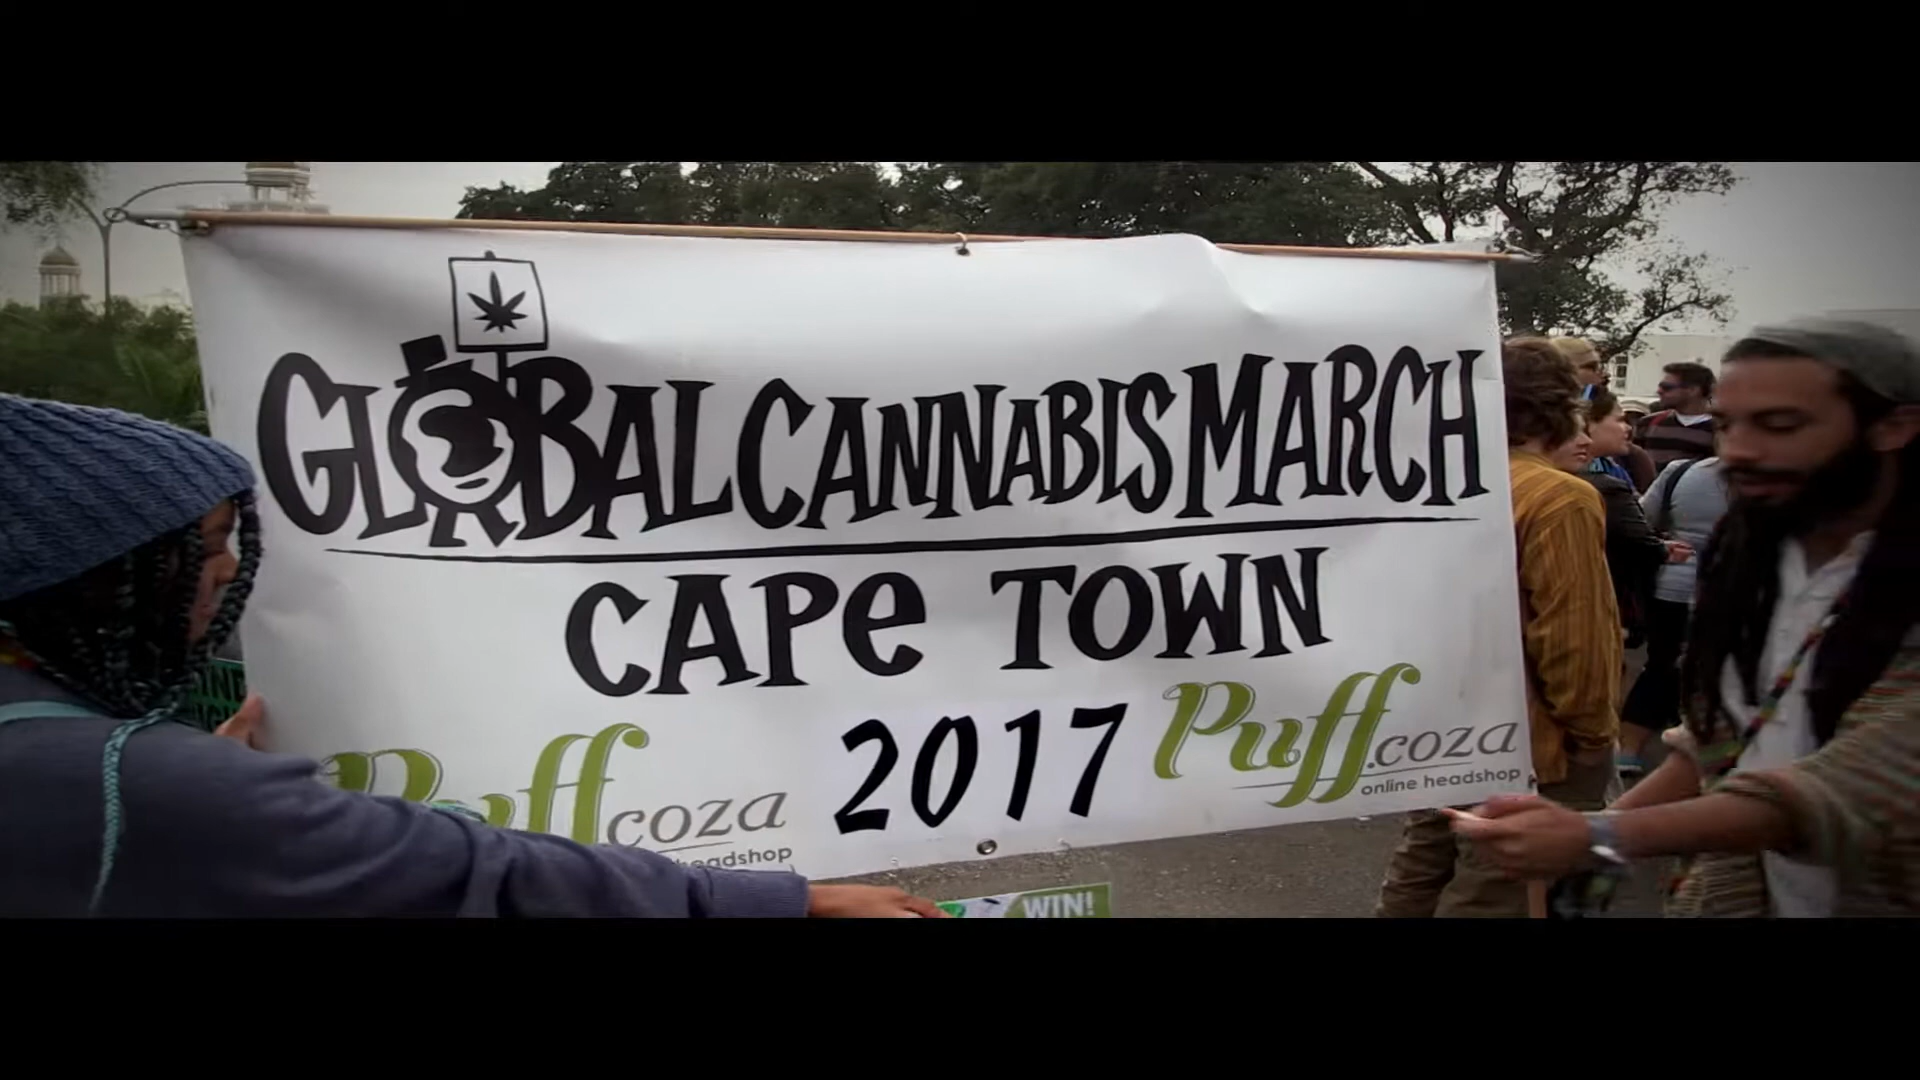 GLOBAL CANNABIS MARCH
CAPE TOWN
2017
Puff.coza
online headshop
Puff.coza
headshop
WIN!